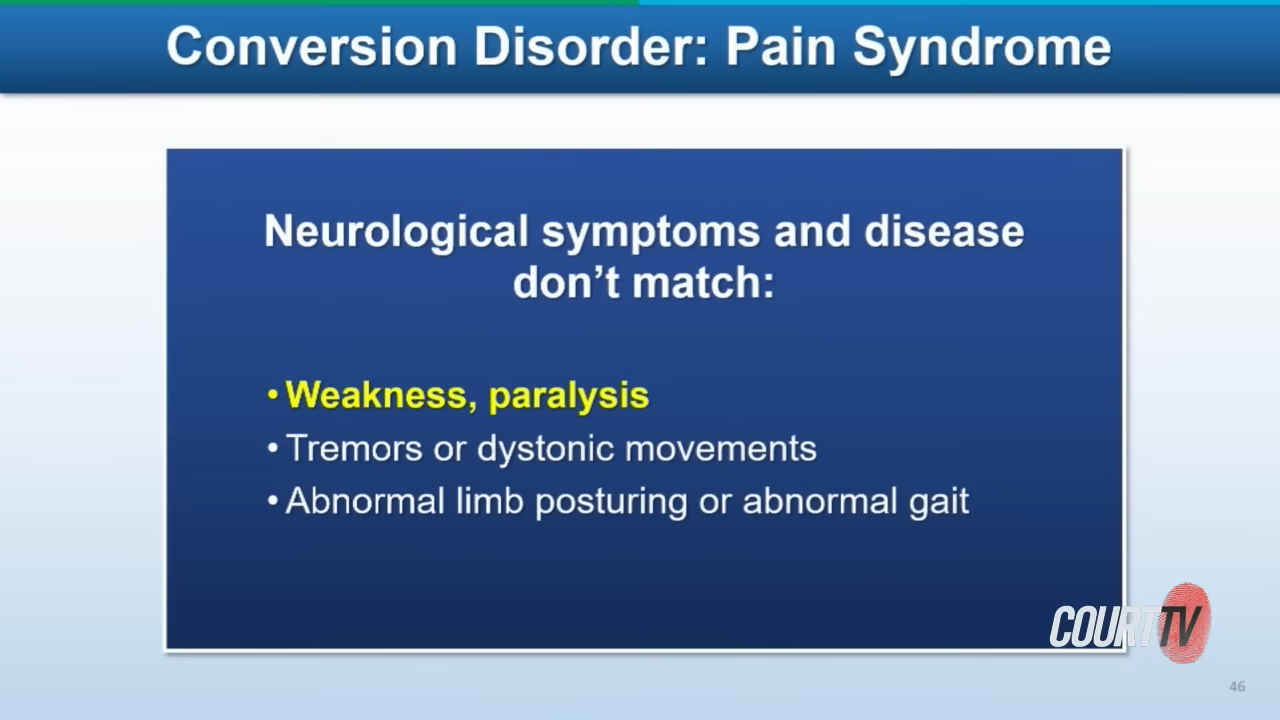 Conversion Disorder: Pain Syndrome
Neurological symptoms and disease
don’t match:
• Weakness, paralysis
• Tremors or dystonic movements
• Abnormal limb posturing or abnormal gait
COURT TV
46